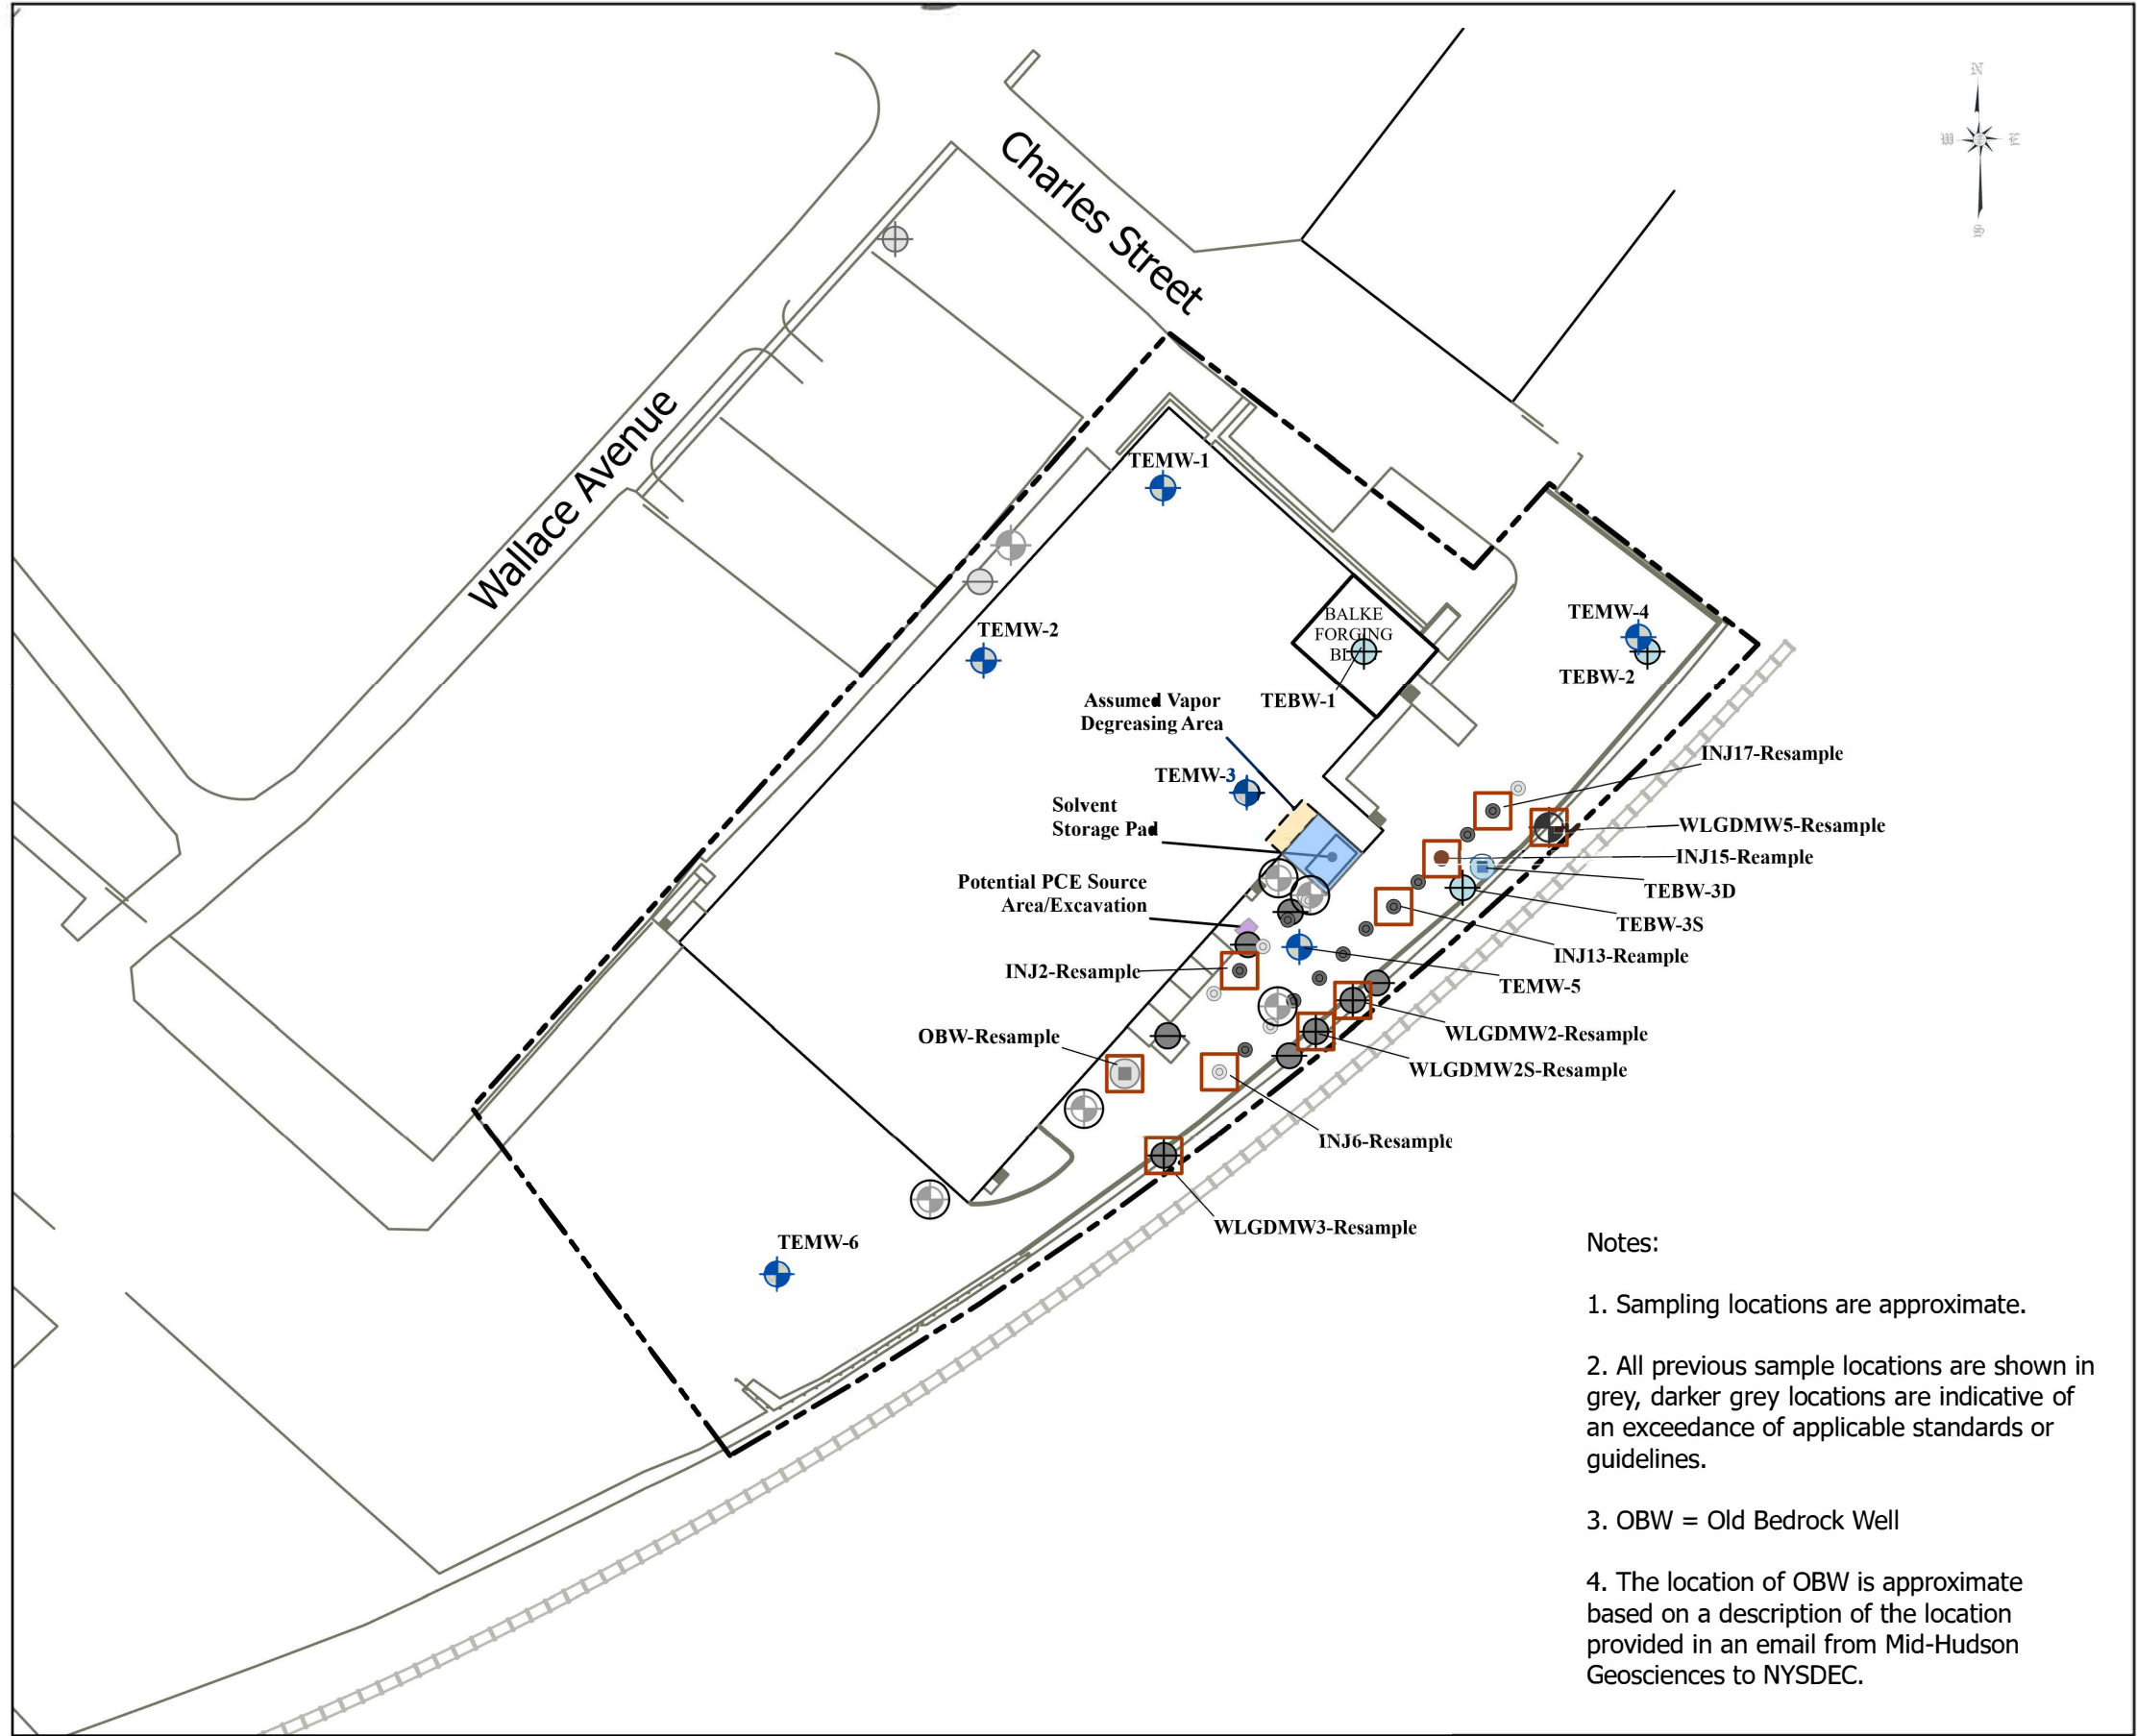 N
W
E
S
Charles Street
Wallace Avenue
TEMW-1
TEMW-2
BALKE
FORGING
TEMW-4
TEBW-2
TEBW-1
Assumed Vapor
Degreasing Area
TEMW-3
Solvent
Storage Pad
Potential PCE Source
Area/Excavation
INJ2-Resample
OBW-Resample
INJ17-Resample
WLGDMW5-Resample
INJ15-Reample
TEBW-3D
TEBW-3S
INJ13-Reample
TEMW-5
WLGDMW2-Resample
WLGDMW2S-Resample
INJ6-Resample
WLGDMW3-Resample
TEMW-6
Notes:
1. Sampling locations are approximate.
2. All previous sample locations are shown in
grey, darker grey locations are indicative of
an exceedance of applicable standards or
guidelines.
3. OBW = Old Bedrock Well
4. The location of OBW is approximate
based on a description of the location
provided in an email from Mid-Hudson
Geosciences to NYSDEC.